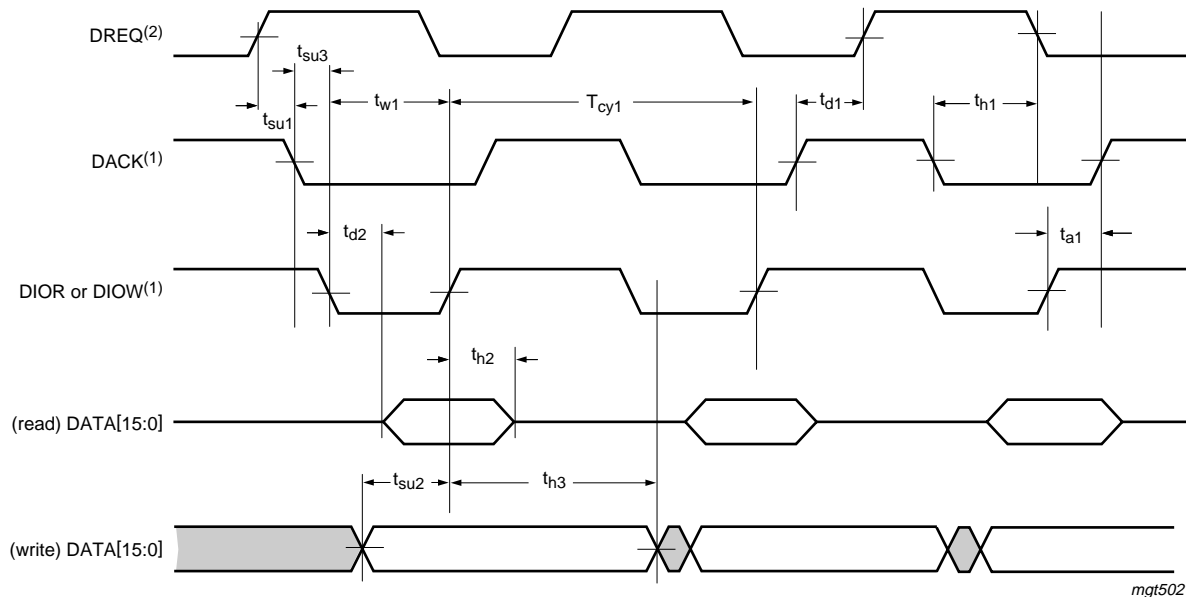 DREQ(2)
tsu3
tw1
Tcy1
td1
th1
tsu1
DACK(1)
td2
ta1
DIOR or DIOW(1)
th2
(read) DATA[15:0]
tsu2
th3
(write) DATA[15:0]
mgt502